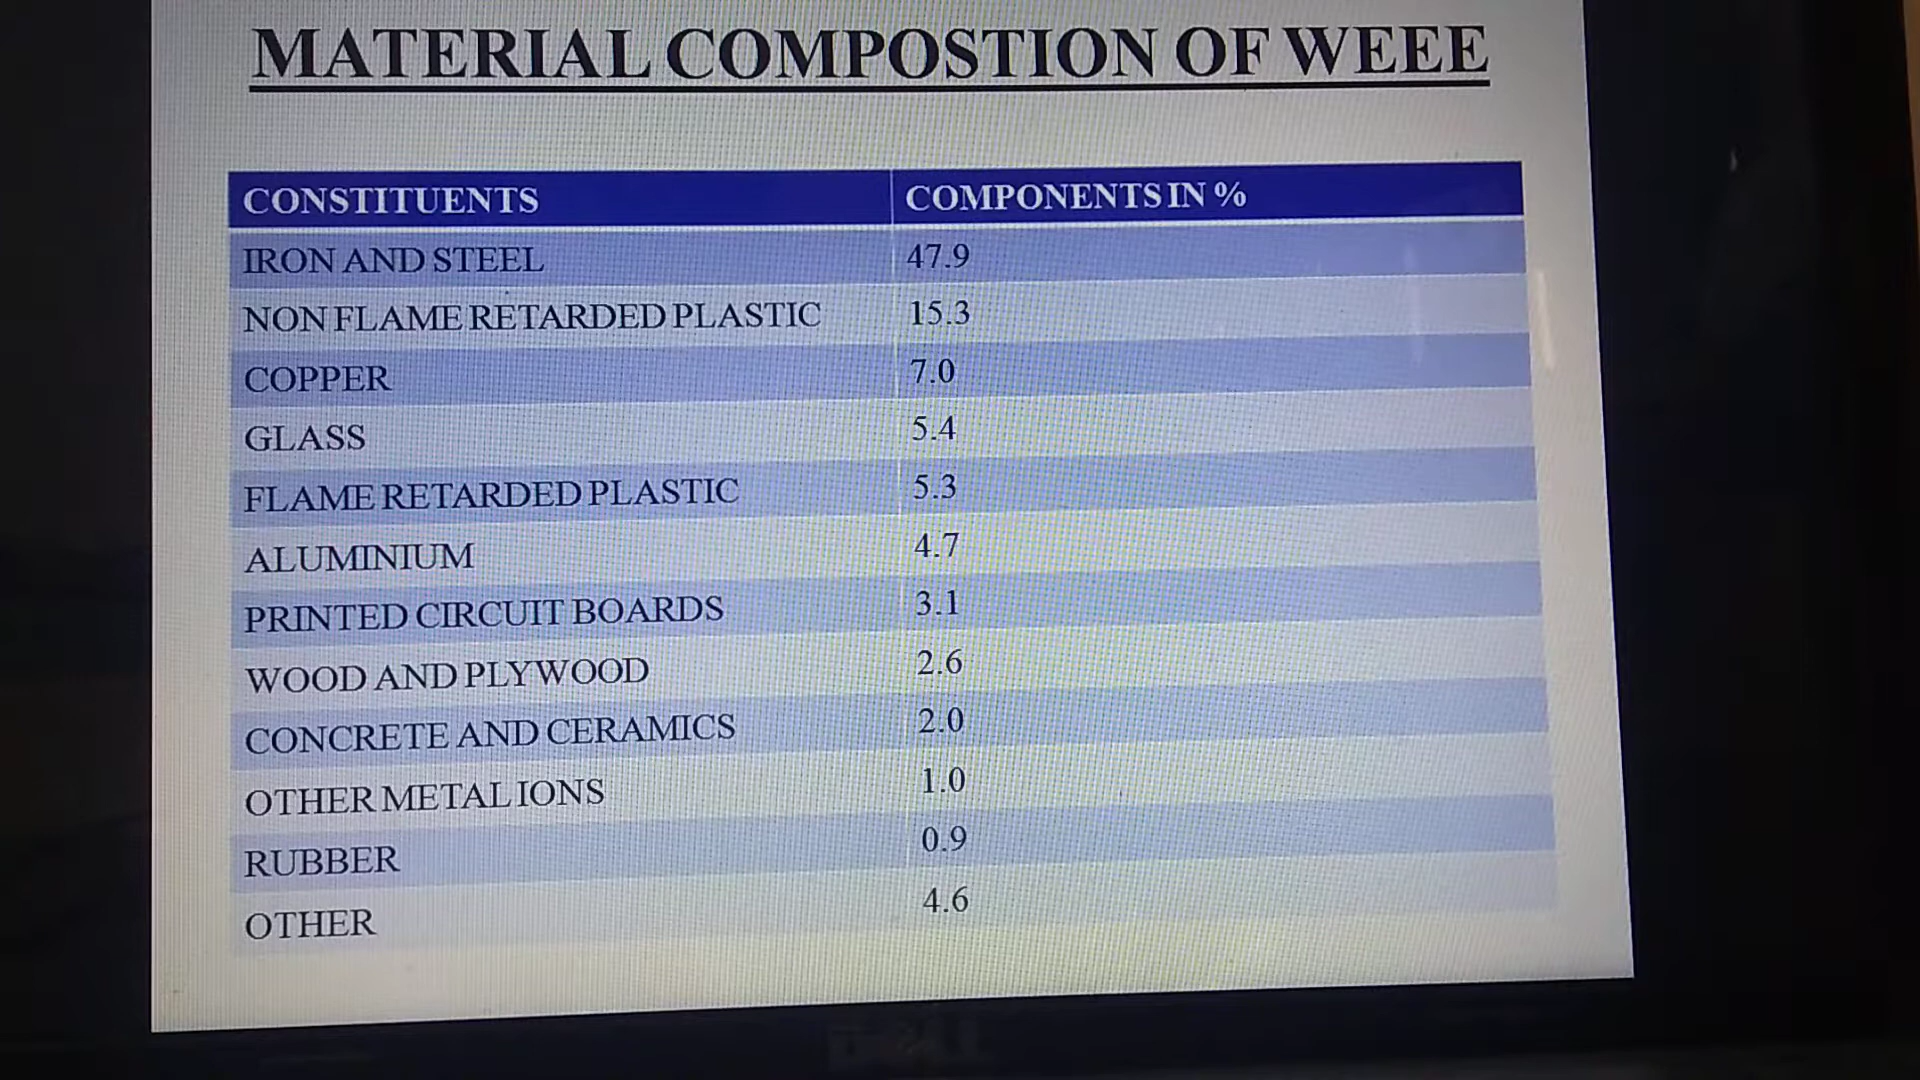 MATERIAL COMPOSTION OF WEEE
CONSTITUENTS COMPONENTS IN %
IRON AND STEEL 47.9
NON FLAME RETARDED PLASTIC 15.3
COPPER 7.0
GLASS 5.4
FLAME RETARDED PLASTIC 5.3
ALUMINIUM 4.7
PRINTED CIRCUIT BOARDS 3.1
WOOD AND PLYWOOD 2.6
CONCRETE AND CERAMICS 2.0
OTHER METAL IONS 1.0
RUBBER 0.9
OTHER 4.6
DELL